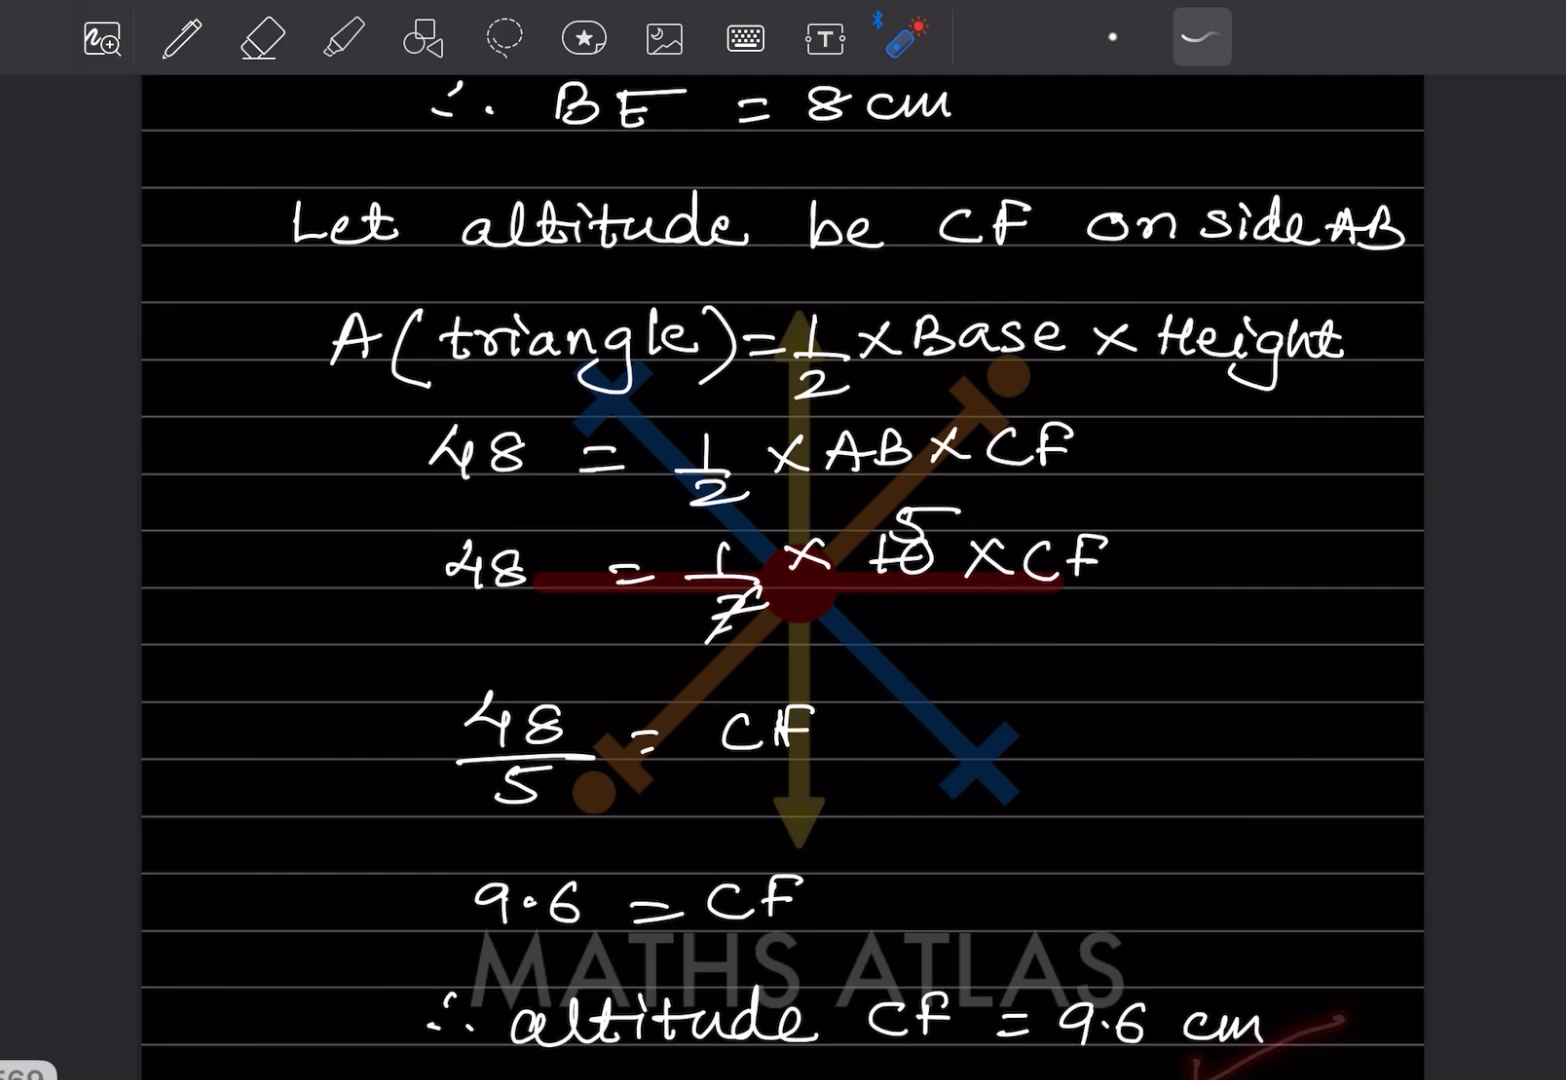 ∴ BE = 8 cm
Let altitude be CF on side AB
A(triangle) = 1/2 × Base × Height
48 = 1/2 × AB × CF
5
48 = 1/2 × 10 × CF
48/5 = CF
9.6 = CF
MATHS ATLAS
∴ altitude CF = 9.6 cm